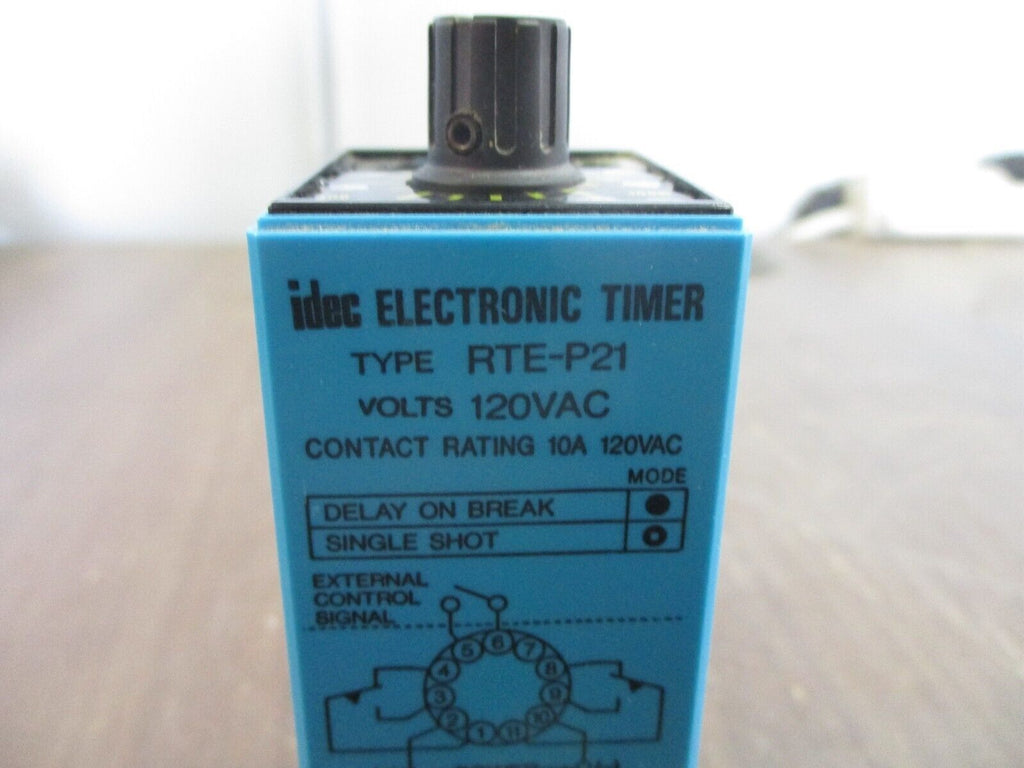 idec ELECTRONIC TIMER
TYPE RTE-P21
VOLTS 120VAC
CONTACT RATING 10A 120VAC
MODE
DELAY ON BREAK
SINGLE SHOT
EXTERNAL
CONTROL
SIGNAL
5 6 7
4 8
3 9
2 10
1 11